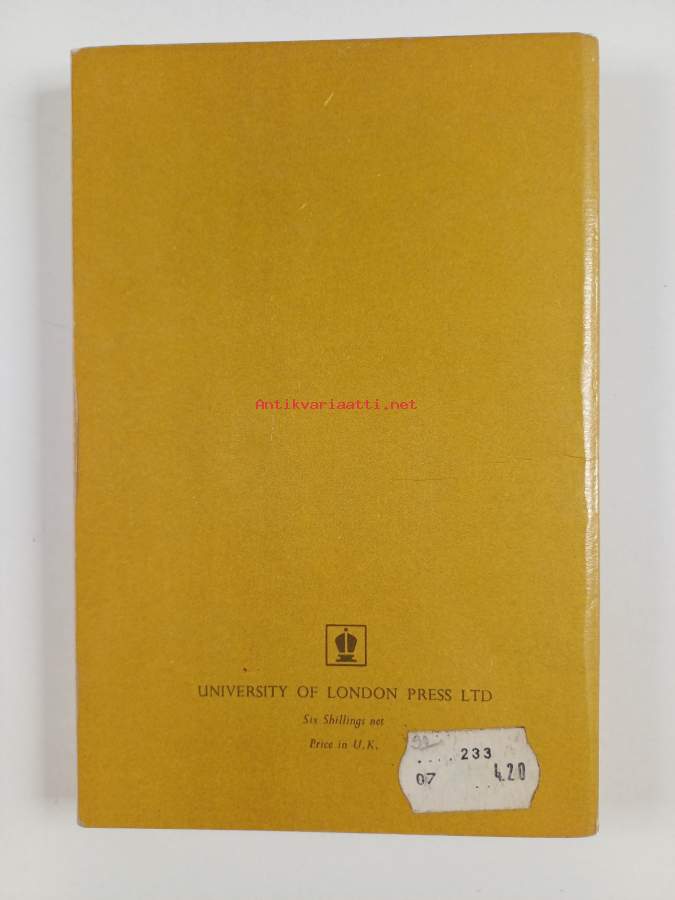 Antikvariaatti.net
UNIVERSITY OF LONDON PRESS LTD
Six Shillings net
Price in U.K.
.... 233
07 4.20